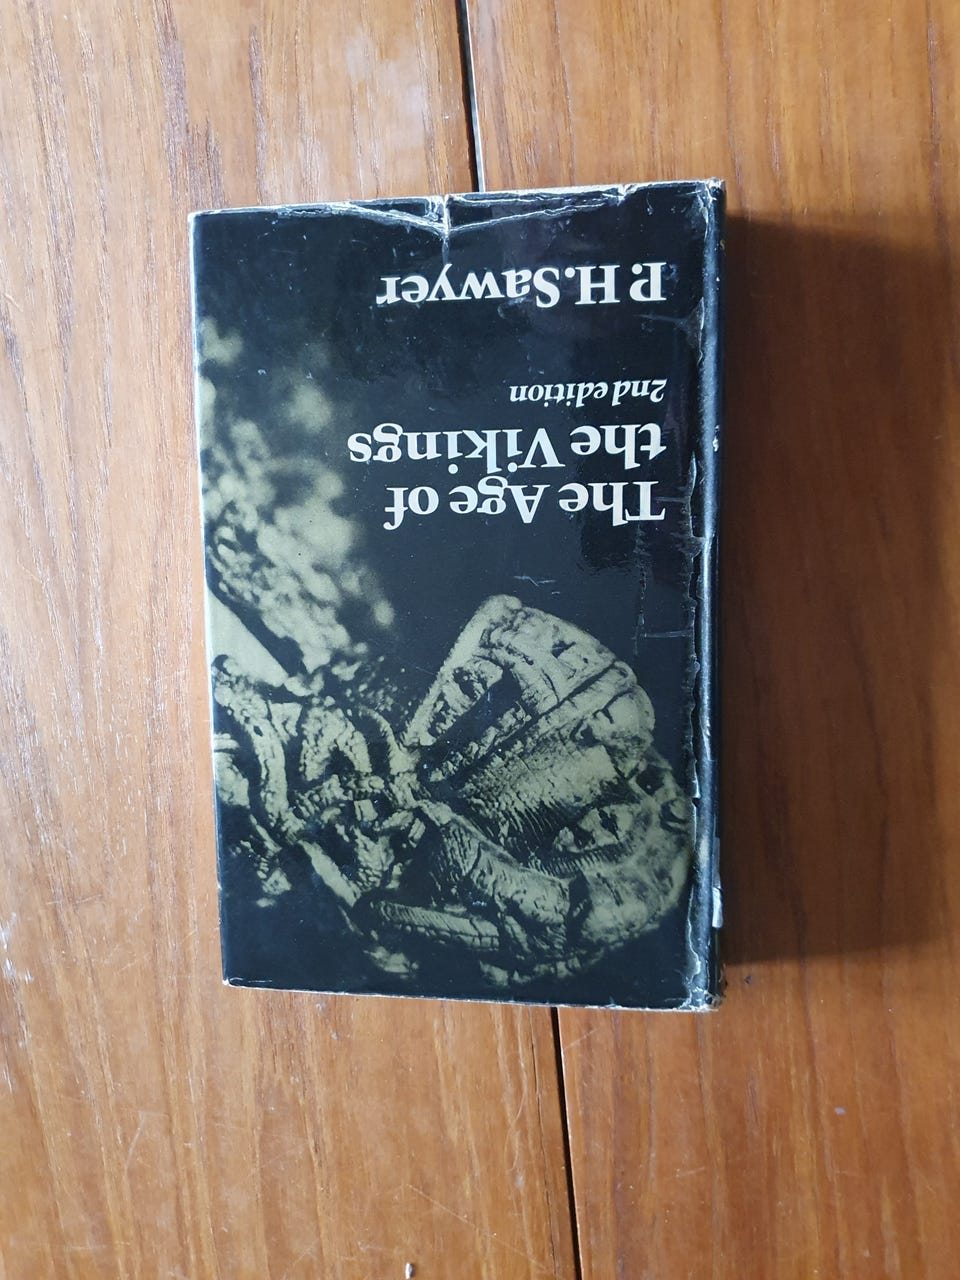 The Age of
the Vikings
2nd edition
P.H.Sawyer